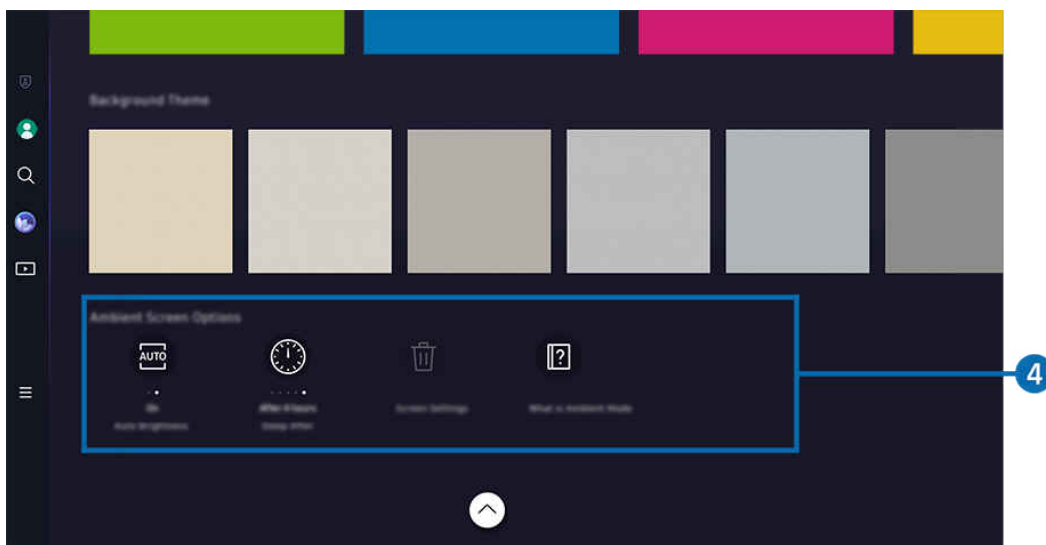 Background Theme
Ambient Screen Options
AUTO
?
4
On
After 4 hours
Screen Settings
What is Ambient Mode
Auto Brightness
Sleep After